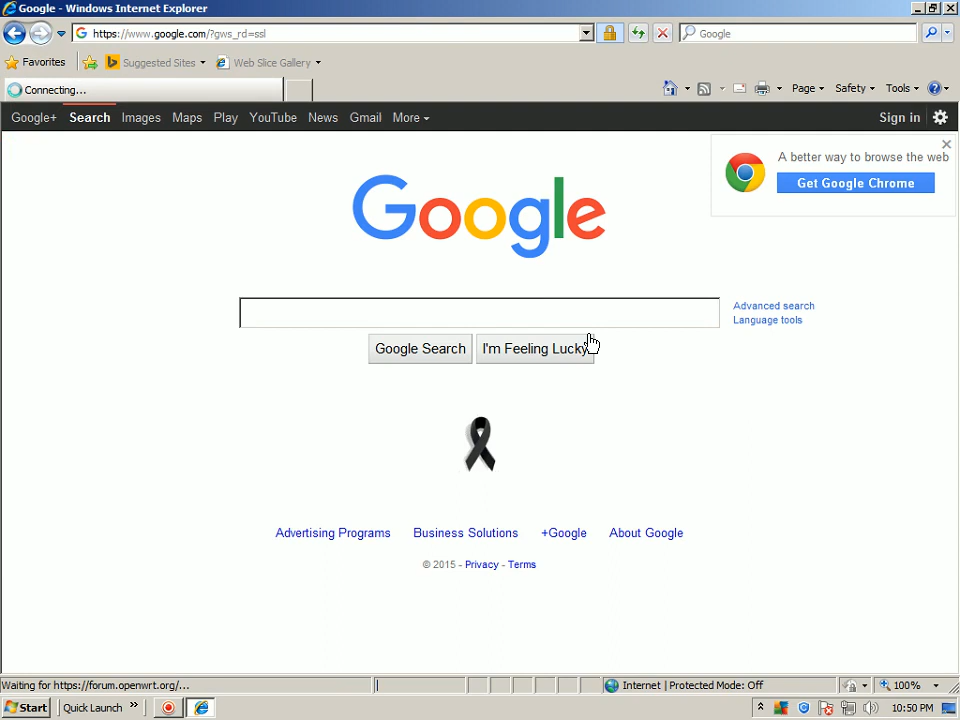 Google - Windows Internet Explorer
https://www.google.com/?gws_rd=ssl
Google
Favorites
Suggested Sites
Web Slice Gallery
Connecting...
Page
Safety
Tools
Google+ Search Images Maps Play YouTube News Gmail More
Sign in
A better way to browse the web
Get Google Chrome
Google
Advanced search
Language tools
Google Search
I'm Feeling Lucky
Advertising Programs Business Solutions +Google About Google
© 2015 - Privacy - Terms
Waiting for https://forum.openwrt.org/...
Internet | Protected Mode: Off
100%
Start
Quick Launch
10:50 PM